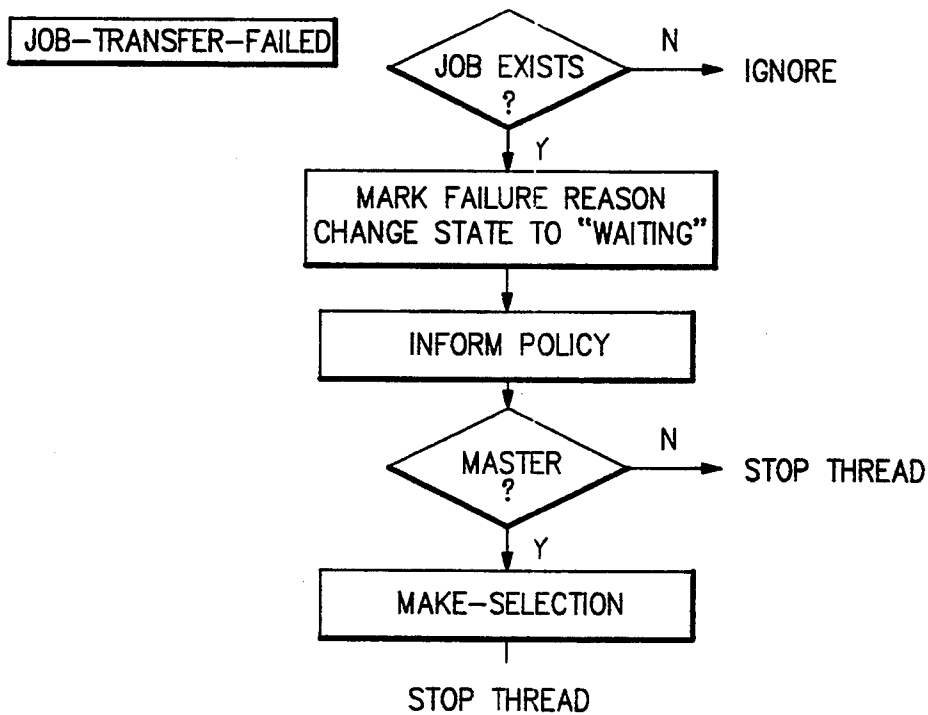 JOB-TRANSFER-FAILED
JOB EXISTS
?
N
IGNORE
Y
MARK FAILURE REASON
CHANGE STATE TO "WAITING"
INFORM POLICY
MASTER
?
N
STOP THREAD
Y
MAKE-SELECTION
STOP THREAD